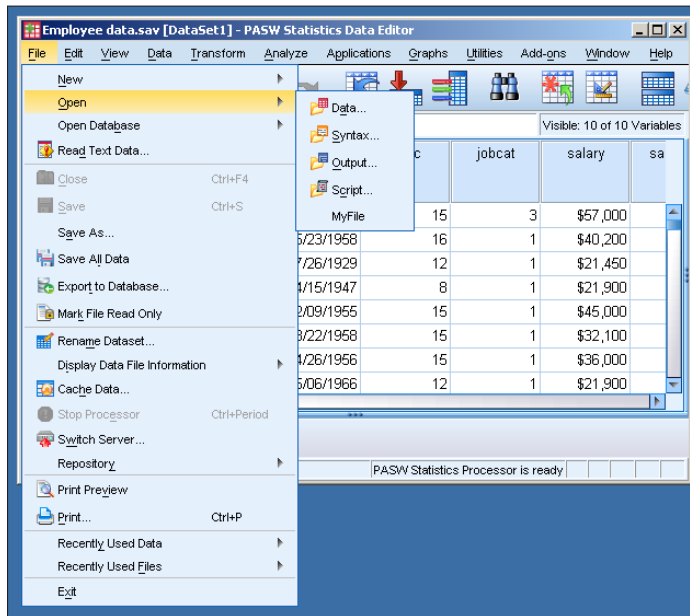 Employee data.sav [DataSet1] - PASW Statistics Data Editor
File Edit View Data Transform Analyze Applications Graphs Utilities Add-ons Window Help
New
Open
Open Database
Read Text Data...
Close Ctrl+F4
Save Ctrl+S
Save As...
Save All Data
Export to Database...
Mark File Read Only
Rename Dataset...
Display Data File Information
Cache Data...
Stop Processor Ctrl+Period
Switch Server...
Repository
Print Preview
Print... Ctrl+P
Recently Used Data
Recently Used Files
Exit
Data...
Syntax...
Output...
Script...
MyFile
Visible: 10 of 10 Variables
c jobcat salary sa
15 3 $57,000
5/23/1958 16 1 $40,200
7/26/1929 12 1 $21,450
4/15/1947 8 1 $21,900
2/09/1955 15 1 $45,000
8/22/1958 15 1 $32,100
4/26/1956 15 1 $36,000
5/06/1966 12 1 $21,900
PASW Statistics Processor is ready